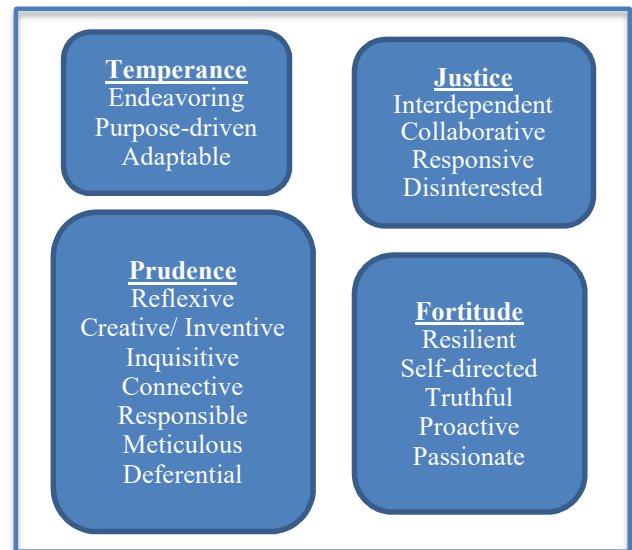 Temperance
Endeavoring
Purpose-driven
Adaptable
Justice
Interdependent
Collaborative
Responsive
Disinterested
Prudence
Reflexive
Creative/ Inventive
Inquisitive
Connective
Responsible
Meticulous
Deferential
Fortitude
Resilient
Self-directed
Truthful
Proactive
Passionate